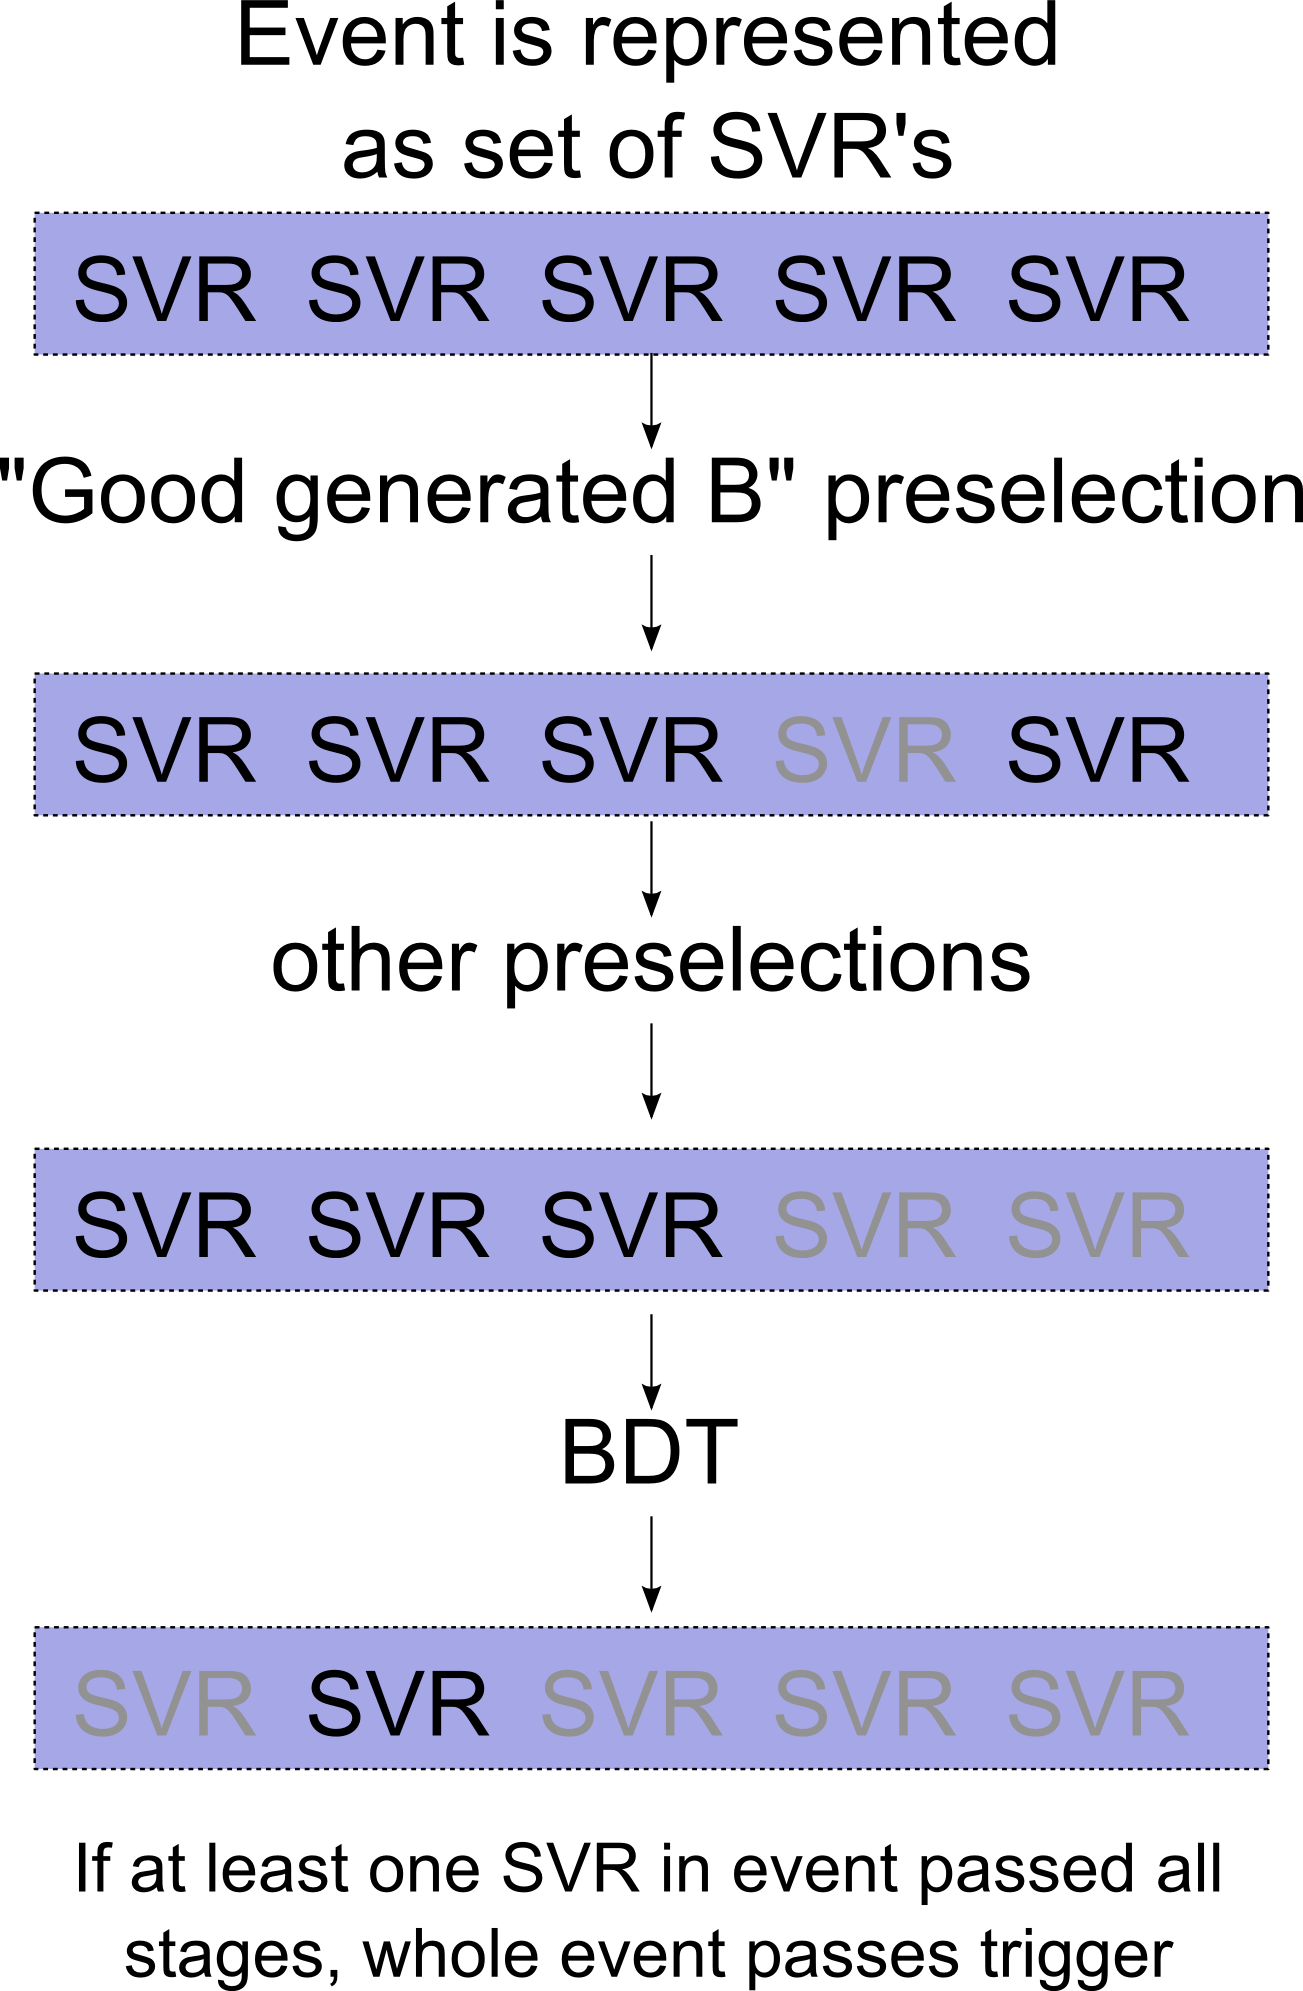 Event is represented
as set of SVR's
SVR SVR SVR SVR SVR
"Good generated B" preselection
SVR SVR SVR SVR SVR
other preselections
SVR SVR SVR SVR SVR
BDT
SVR SVR SVR SVR SVR
If at least one SVR in event passed all
stages, whole event passes trigger